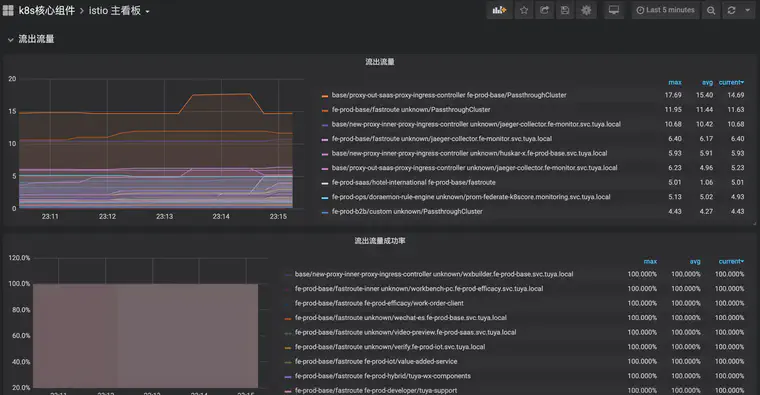 k8s核心组件 > istio 主看板
Last 5 minutes
流出流量
流出流量
max avg current
20
15
10
5
0
23:11 23:12 23:13 23:14 23:15
base/proxy-out-saas-proxy-ingress-controller fe-prod-base/PassthroughCluster 17.69 15.40 14.69
fe-prod-base/fastroute unknown/PassthroughCluster 11.95 11.44 11.63
base/new-proxy-inner-proxy-ingress-controller unknown/jaeger-collector.fe-monitor.svc.tuya.local 10.68 10.42 10.68
fe-prod-base/fastroute unknown/jaeger-collector.fe-monitor.svc.tuya.local 6.40 6.17 6.40
base/new-proxy-inner-proxy-ingress-controller unknown/huskar-x.fe-prod-base.svc.tuya.local 5.93 5.91 5.93
base/proxy-out-saas-proxy-ingress-controller unknown/jaeger-collector.fe-monitor.svc.tuya.local 6.23 4.96 5.23
fe-prod-saas/hotel-international fe-prod-base/fastroute 5.01 1.06 5.01
fe-prod-ops/doraemon-rule-engine unknown/prom-federate-k8score.monitoring.svc.tuya.local 5.13 5.02 4.93
fe-prod-b2b/custom unknown/PassthroughCluster 4.43 4.27 4.43
流出流量成功率
max avg current
120.0%
100.0%
80.0%
60.0%
40.0%
20.0%
23:11 23:12 23:13 23:14 23:15
base/new-proxy-inner-proxy-ingress-controller unknown/wxbuilder.fe-prod-base.svc.tuya.local 100.000% 100.000% 100.000%
fe-prod-base/fastroute-inner unknown/workbench-pc.fe-prod-efficacy.svc.tuya.local 100.000% 100.000% 100.000%
fe-prod-base/fastroute fe-prod-efficacy/work-order-client 100.000% 100.000% 100.000%
fe-prod-base/fastroute unknown/wechat-es.fe-prod-base.svc.tuya.local 100.000% 100.000% 100.000%
fe-prod-base/fastroute unknown/video-preview.fe-prod-saas.svc.tuya.local 100.000% 100.000% 100.000%
fe-prod-base/fastroute unknown/verify.fe-prod-iot.svc.tuya.local 100.000% 100.000% 100.000%
fe-prod-base/fastroute fe-prod-iot/value-added-service 100.000% 100.000% 100.000%
fe-prod-base/fastroute fe-prod-hybrid/tuya-wx-components 100.000% 100.000% 100.000%
fe-prod-base/fastroute fe-prod-developer/tuya-support 100.000% 100.000% 100.000%